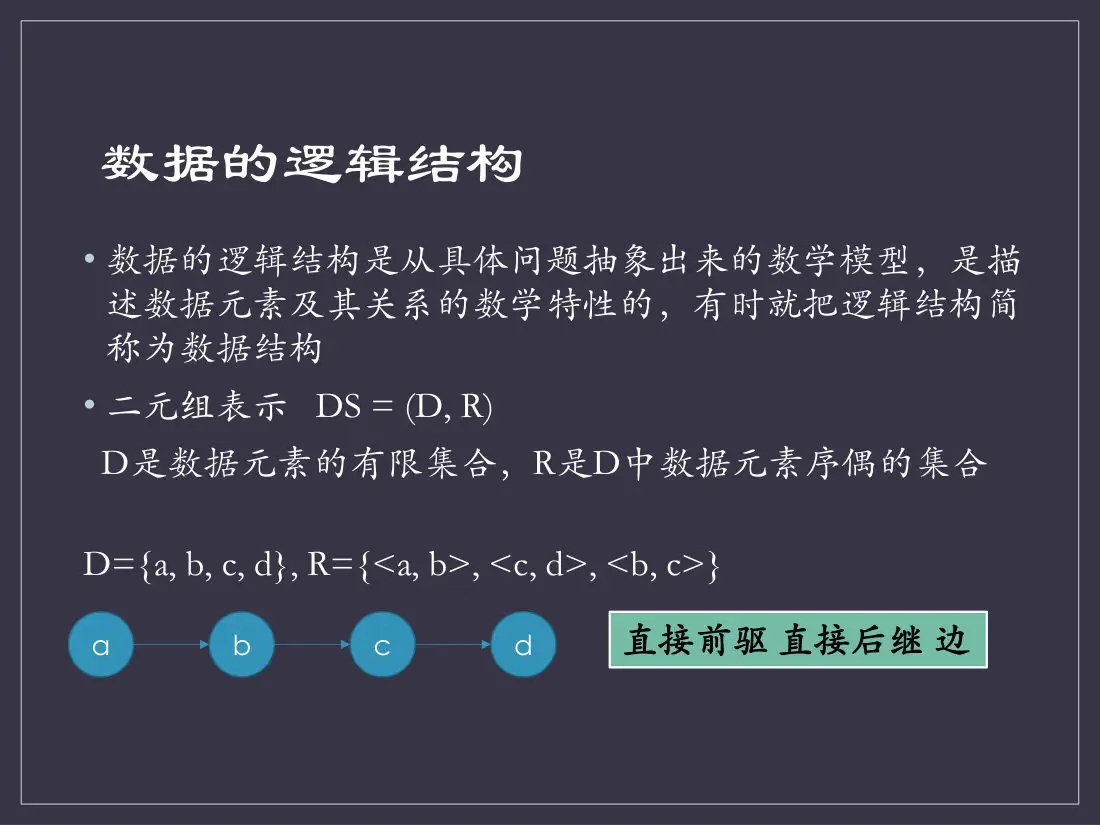 数据的逻辑结构
• 数据的逻辑结构是从具体问题抽象出来的数学模型，是描
述数据元素及其关系的数学特性的，有时就把逻辑结构简
称为数据结构
• 二元组表示 DS = (D, R)
D是数据元素的有限集合，R是D中数据元素序偶的集合
D={a, b, c, d}, R={<a, b>, <c, d>, <b, c>}
a b c d
直接前驱 直接后继 边